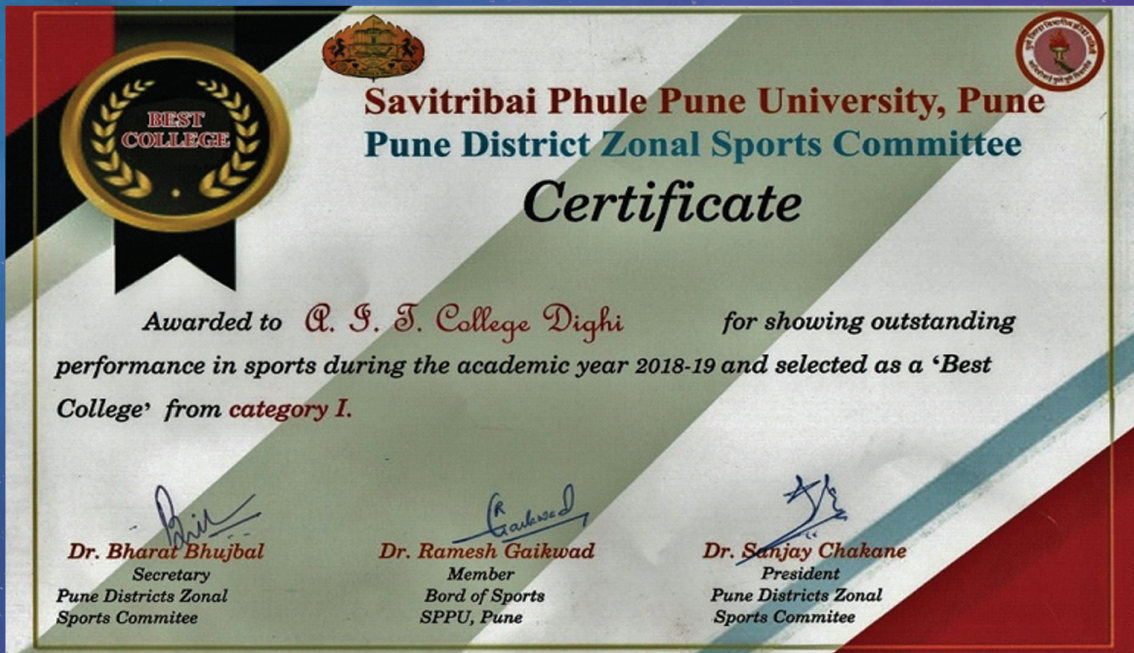 BEST
COLLEGE
Savitribai Phule Pune University, Pune
Pune District Zonal Sports Committee
Certificate
Awarded to A. I. T. College Dighi for showing outstanding
performance in sports during the academic year 2018-19 and selected as a ‘Best
College’ from category I.
R
Gaikwad
Dr. Bharat Bhujbal
Secretary
Pune Districts Zonal
Sports Commitee
Dr. Ramesh Gaikwad
Member
Bord of Sports
SPPU, Pune
Dr. Sanjay Chakane
President
Pune Districts Zonal
Sports Commitee